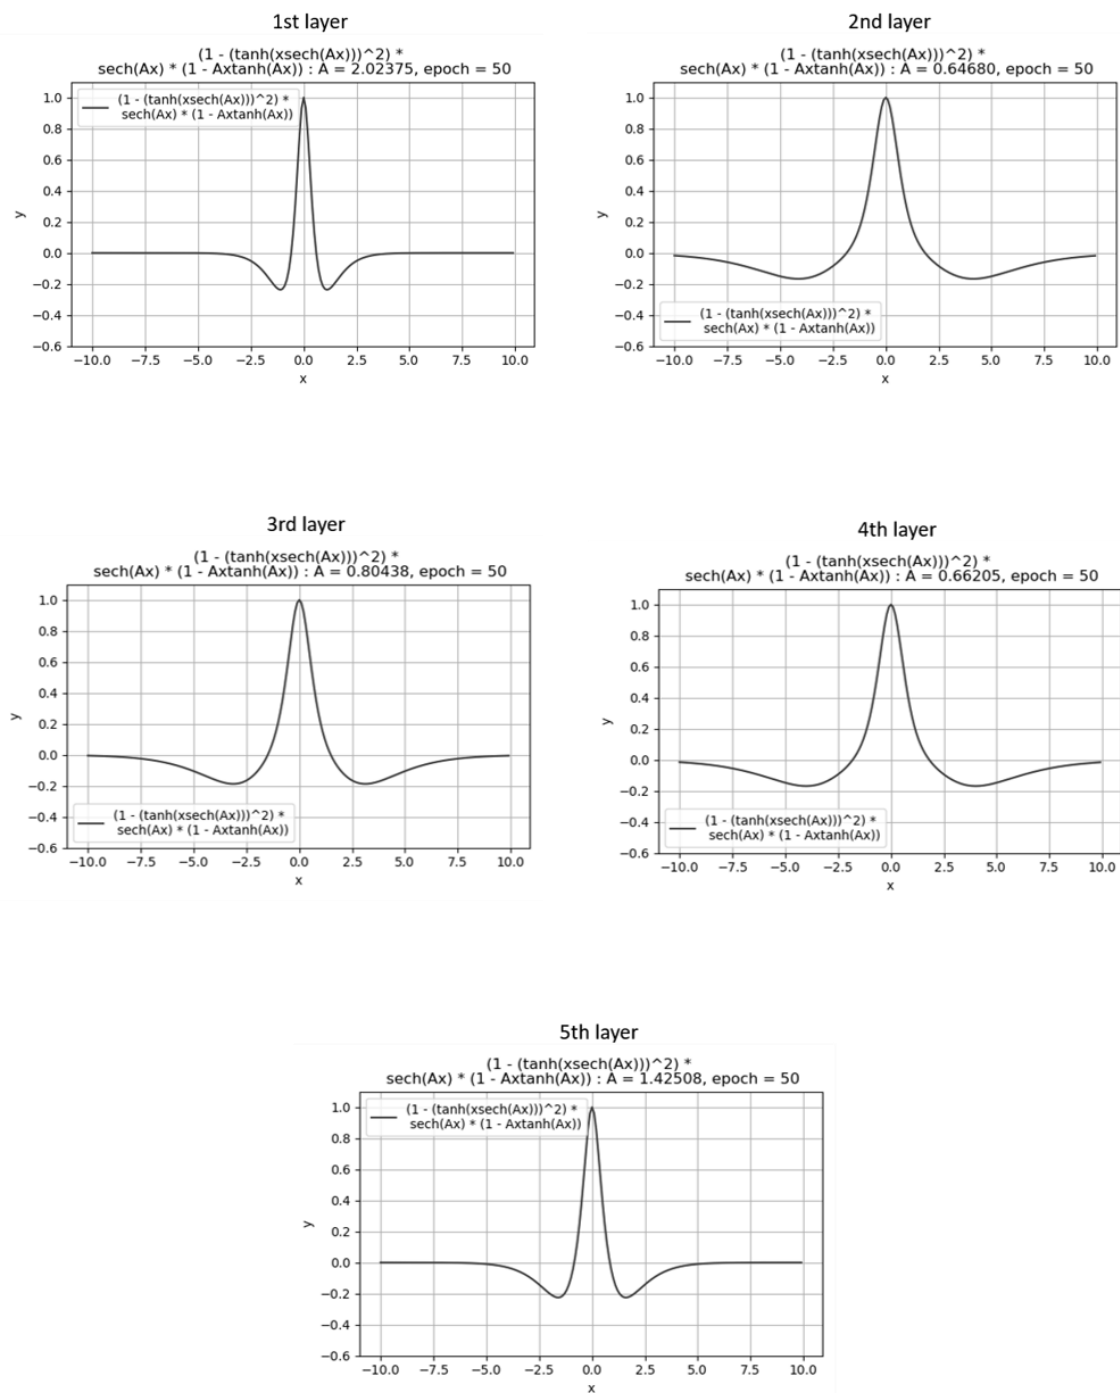 1st layer
(1 - (tanh(xsech(Ax)))^2) *
sech(Ax) * (1 - Axtanh(Ax)) : A = 2.02375, epoch = 50
1.0
0.8
0.6
0.4
0.2
0.0
−0.2
−0.4
−0.6
y
(1 - (tanh(xsech(Ax)))^2) *
sech(Ax) * (1 - Axtanh(Ax))
−10.0 −7.5 −5.0 −2.5 0.0 2.5 5.0 7.5 10.0
x
2nd layer
(1 - (tanh(xsech(Ax)))^2) *
sech(Ax) * (1 - Axtanh(Ax)) : A = 0.64680, epoch = 50
1.0
0.8
0.6
0.4
0.2
0.0
−0.2
−0.4
−0.6
y
(1 - (tanh(xsech(Ax)))^2) *
sech(Ax) * (1 - Axtanh(Ax))
−10.0 −7.5 −5.0 −2.5 0.0 2.5 5.0 7.5 10.0
x
3rd layer
(1 - (tanh(xsech(Ax)))^2) *
sech(Ax) * (1 - Axtanh(Ax)) : A = 0.80438, epoch = 50
1.0
0.8
0.6
0.4
0.2
0.0
−0.2
−0.4
−0.6
y
(1 - (tanh(xsech(Ax)))^2) *
sech(Ax) * (1 - Axtanh(Ax))
−10.0 −7.5 −5.0 −2.5 0.0 2.5 5.0 7.5 10.0
x
4th layer
(1 - (tanh(xsech(Ax)))^2) *
sech(Ax) * (1 - Axtanh(Ax)) : A = 0.66205, epoch = 50
1.0
0.8
0.6
0.4
0.2
0.0
−0.2
−0.4
−0.6
y
(1 - (tanh(xsech(Ax)))^2) *
sech(Ax) * (1 - Axtanh(Ax))
−10.0 −7.5 −5.0 −2.5 0.0 2.5 5.0 7.5 10.0
x
5th layer
(1 - (tanh(xsech(Ax)))^2) *
sech(Ax) * (1 - Axtanh(Ax)) : A = 1.42508, epoch = 50
1.0
0.8
0.6
0.4
0.2
0.0
−0.2
−0.4
−0.6
y
(1 - (tanh(xsech(Ax)))^2) *
sech(Ax) * (1 - Axtanh(Ax))
−10.0 −7.5 −5.0 −2.5 0.0 2.5 5.0 7.5 10.0
x